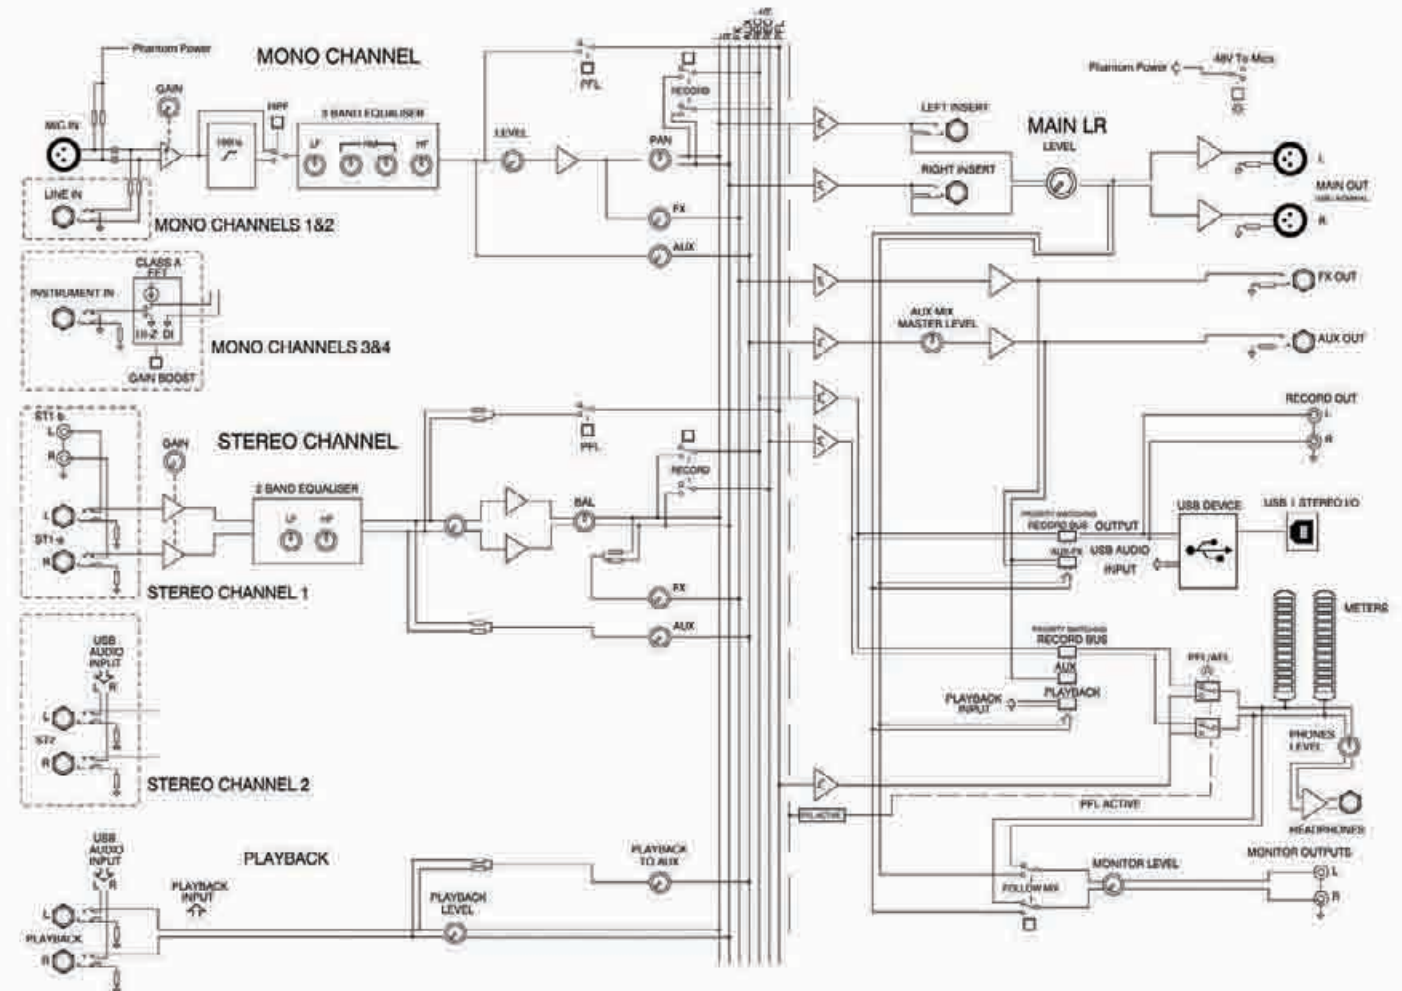 Phantom Power
MONO CHANNEL
GAIN
HPF
3 BAND EQUALISER
LF
HF
MIC IN
LEVEL
PFL
RECORD
PAN
FX
AUX
LINE IN
MONO CHANNELS 1&2
CLASS A
FET
INSTRUMENT IN
HI-Z DI
GAIN BOOST
MONO CHANNELS 3&4
L
R
GAIN
STEREO CHANNEL
2 BAND EQUALISER
LF
HF
PFL
RECORD
BAL
FX
AUX
L
R
STEREO CHANNEL 1
USB
AUDIO
INPUT
L R
L
ST2
R
STEREO CHANNEL 2
USB
AUDIO
INPUT
L R
PLAYBACK
INPUT
PLAYBACK
L
PLAYBACK
R
PLAYBACK
LEVEL
PLAYBACK
TO AUX
Phantom Power
48V To Mics
LEFT INSERT
RIGHT INSERT
MAIN LR
LEVEL
L
MAIN OUT
R
FX OUT
AUX MIX
MASTER LEVEL
AUX OUT
RECORD OUT
L
R
RECORD BUS
OUTPUT
USB AUDIO
INPUT
USB DEVICE
METERS
RECORD BUS
AUX
PLAYBACK
PLAYBACK
INPUT
PFL/AFL
PHONES
LEVEL
HEADPHONES
PFL ACTIVE
FOLLOW MIX
MONITOR LEVEL
MONITOR OUTPUTS
L
R